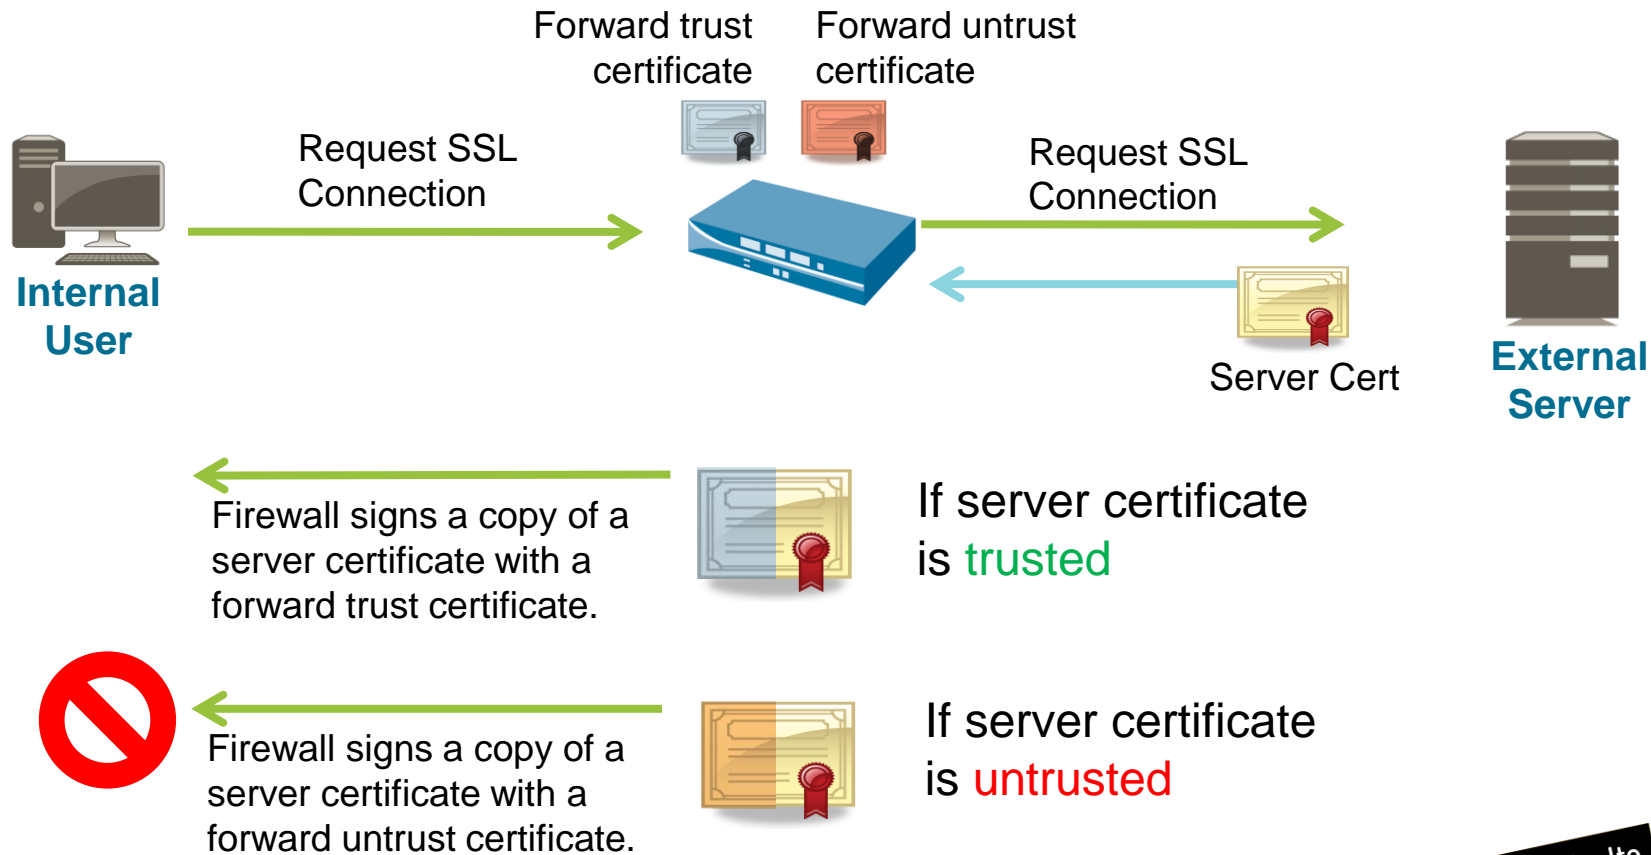 Forward trust
certificate
Forward untrust
certificate
Request SSL
Connection
Request SSL
Connection
Internal
User
Server Cert
External
Server
Firewall signs a copy of a
server certificate with a
forward trust certificate.
If server certificate
is trusted
Firewall signs a copy of a
server certificate with a
forward untrust certificate.
If server certificate
is untrusted